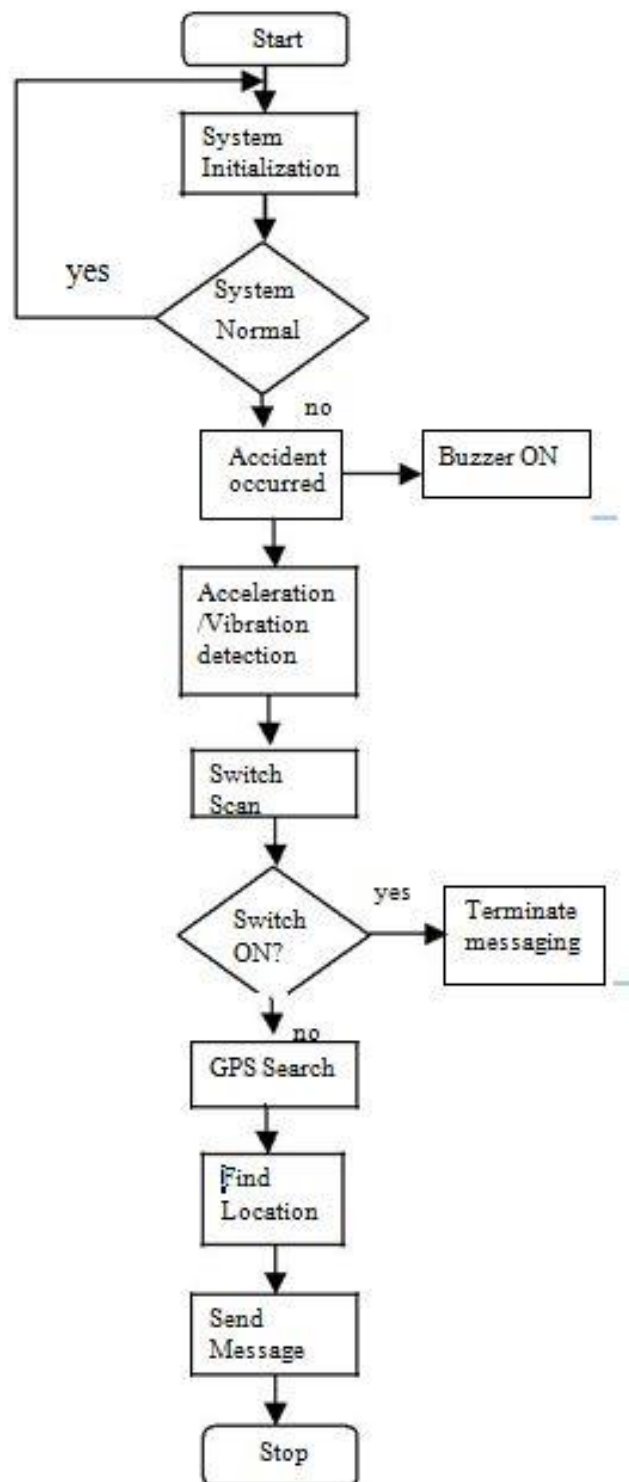 Start
System
Initialization
yes
System
Normal
no
Accident
occurred
Buzzer ON
Acceleration
/Vibration
detection
Switch
Scan
Switch
ON?
yes
Terminate
messaging
no
GPS Search
Find
Location
Send
Message
Stop